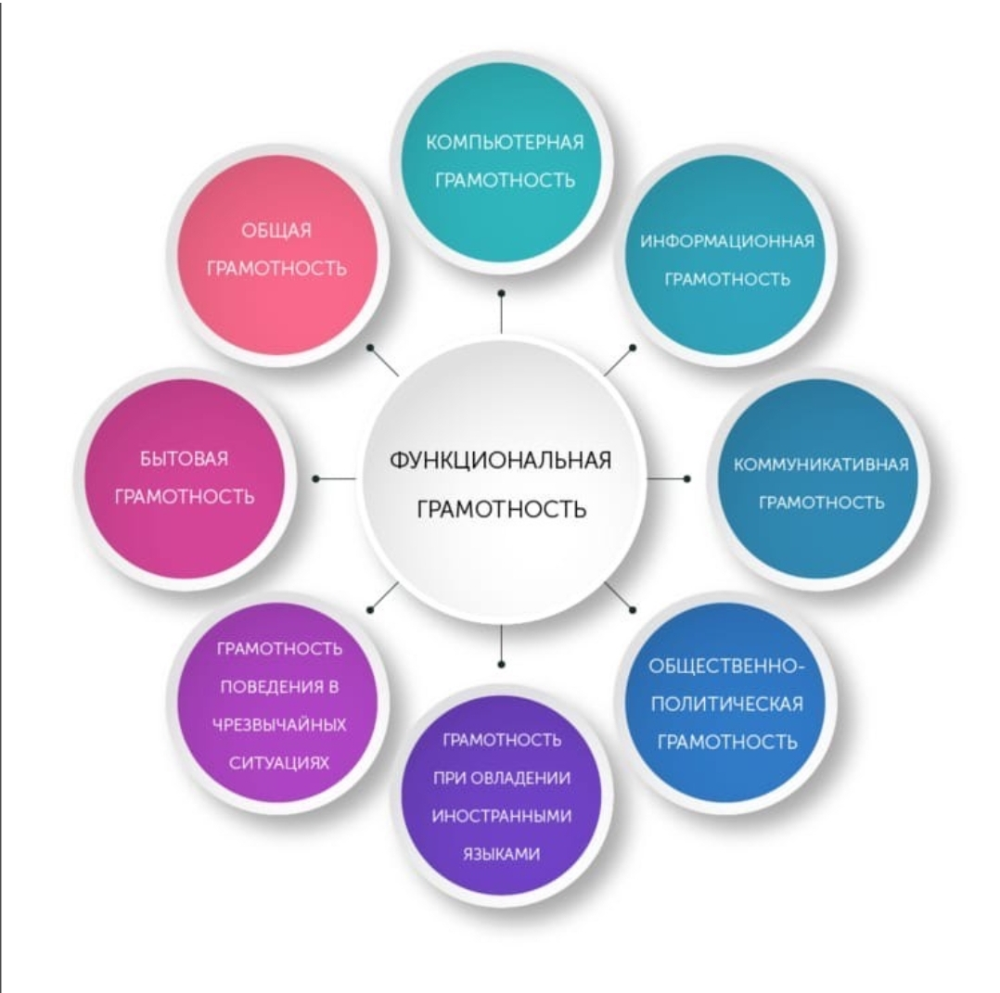 КОМПЬЮТЕРНАЯ
ГРАМОТНОСТЬ
ОБЩАЯ
ГРАМОТНОСТЬ
ИНФОРМАЦИОННАЯ
ГРАМОТНОСТЬ
БЫТОВАЯ
ГРАМОТНОСТЬ
ФУНКЦИОНАЛЬНАЯ
ГРАМОТНОСТЬ
КОММУНИКАТИВНАЯ
ГРАМОТНОСТЬ
ГРАМОТНОСТЬ
ПОВЕДЕНИЯ В
ЧРЕЗВЫЧАЙНЫХ
СИТУАЦИЯХ
ГРАМОТНОСТЬ
ПРИ ОВЛАДЕНИИ
ИНОСТРАННЫМИ
ЯЗЫКАМИ
ОБЩЕСТВЕННО-
ПОЛИТИЧЕСКАЯ
ГРАМОТНОСТЬ